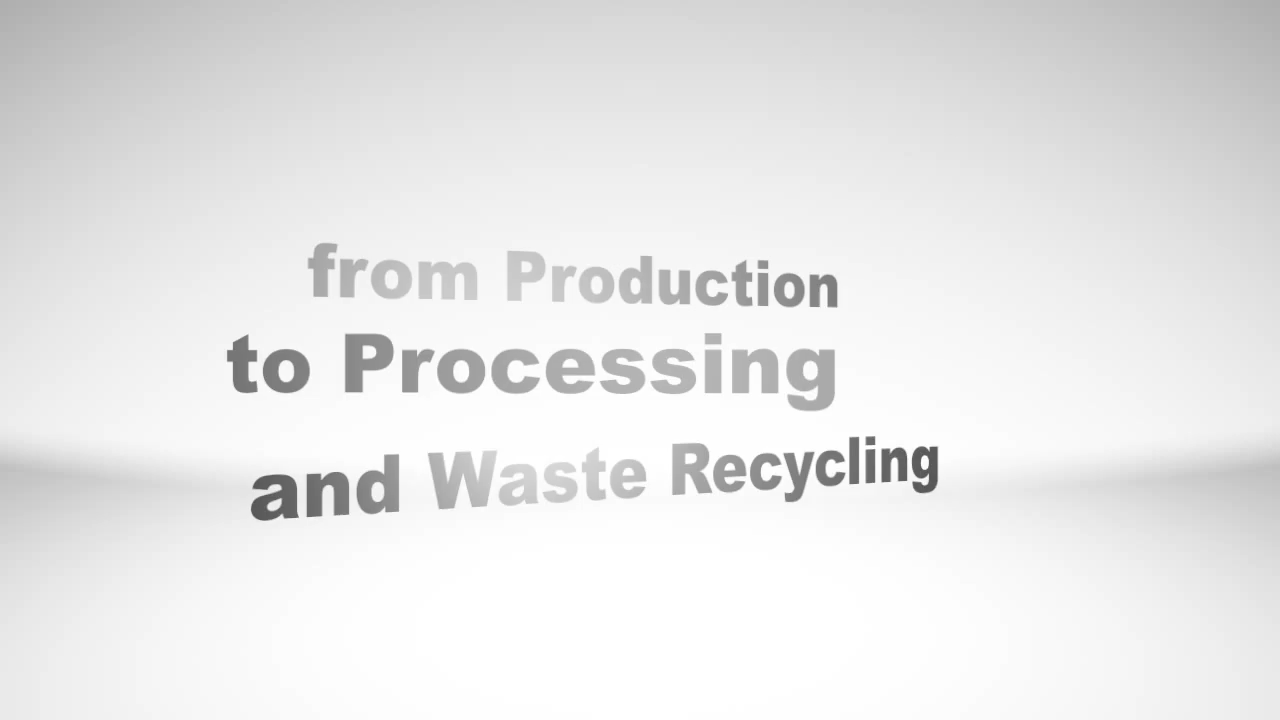 from Production
to Processing
and Waste Recycling